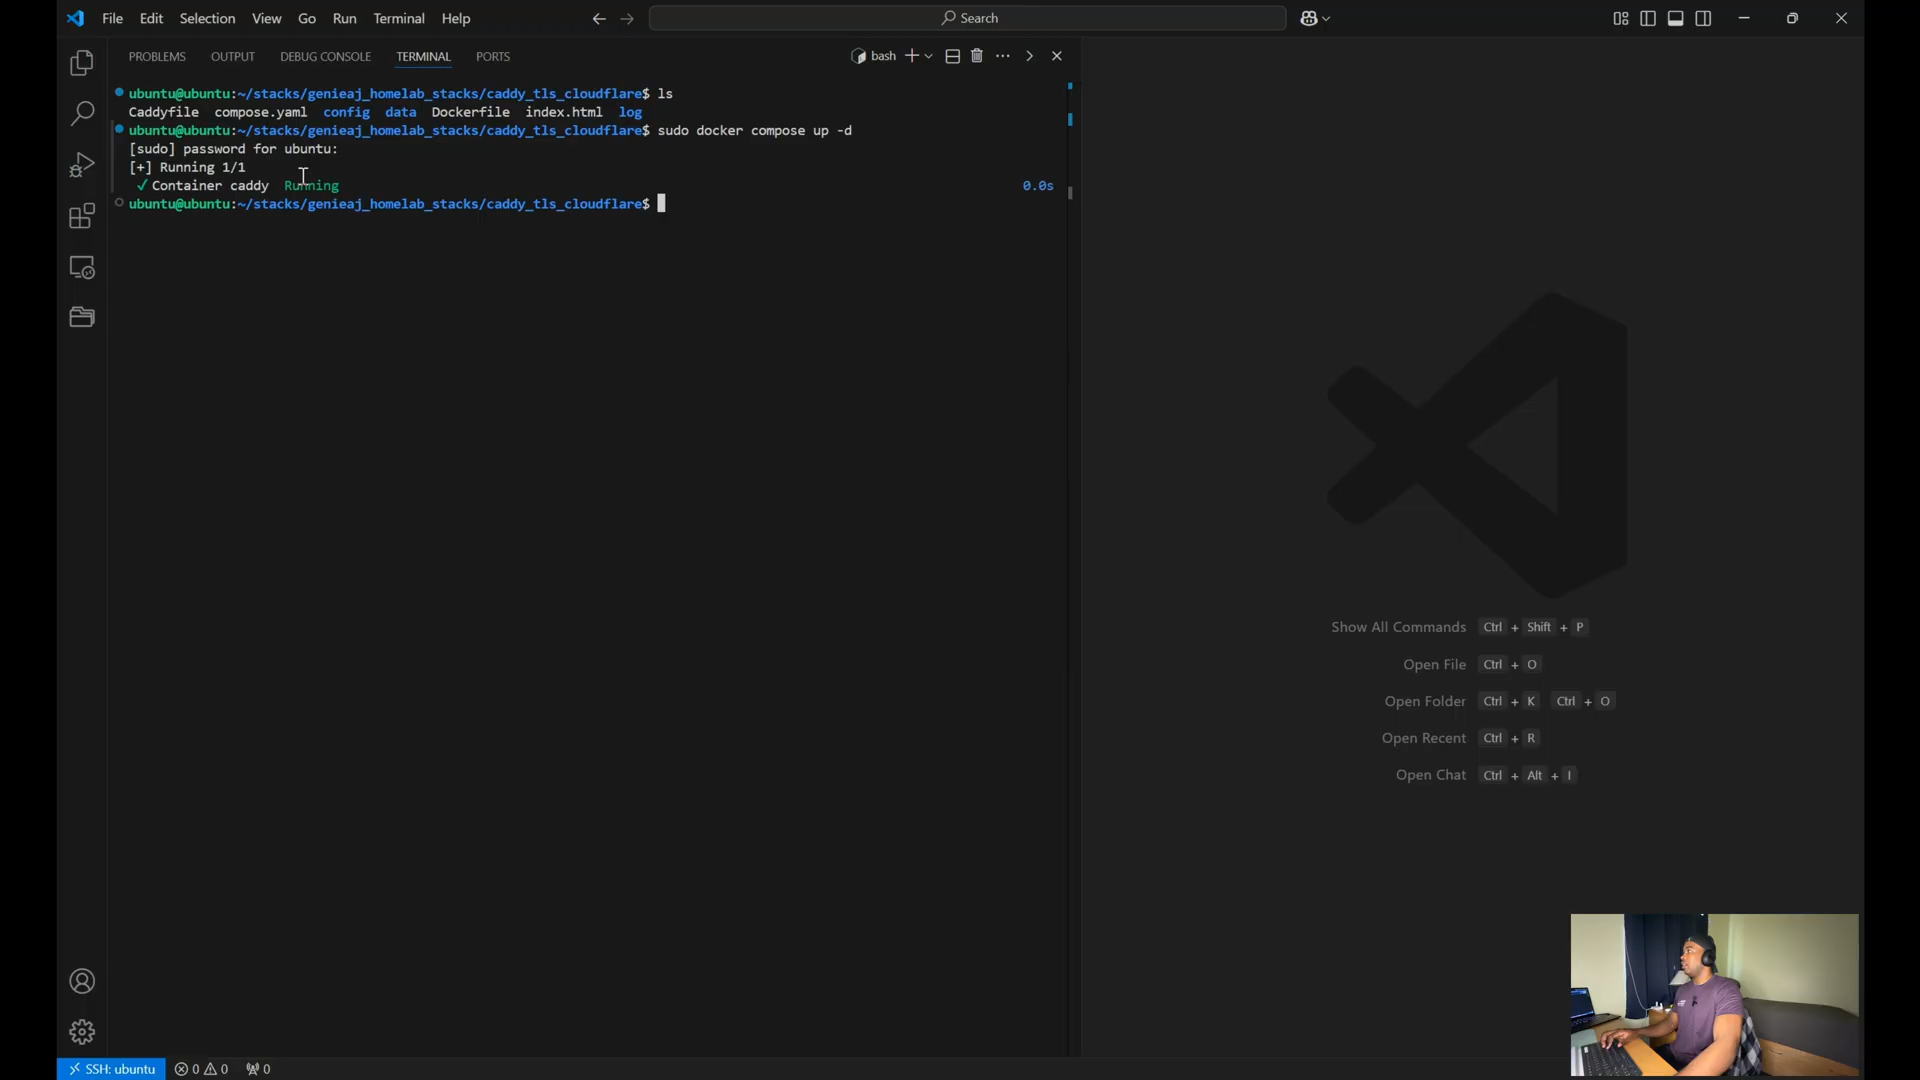 File Edit Selection View Go Run Terminal Help
Search
PROBLEMS OUTPUT DEBUG CONSOLE TERMINAL PORTS
bash
ubuntu@ubuntu:~/stacks/genieaj_homelab_stacks/caddy_tls_cloudflare$ ls
Caddyfile compose.yaml config data Dockerfile index.html log
ubuntu@ubuntu:~/stacks/genieaj_homelab_stacks/caddy_tls_cloudflare$ sudo docker compose up -d
[sudo] password for ubuntu:
[+] Running 1/1
✓ Container caddy Running 0.0s
ubuntu@ubuntu:~/stacks/genieaj_homelab_stacks/caddy_tls_cloudflare$
Show All Commands Ctrl + Shift + P
Open File Ctrl + O
Open Folder Ctrl + K Ctrl + O
Open Recent Ctrl + R
Open Chat Ctrl + Alt + I
SSH: ubuntu 0 0 0